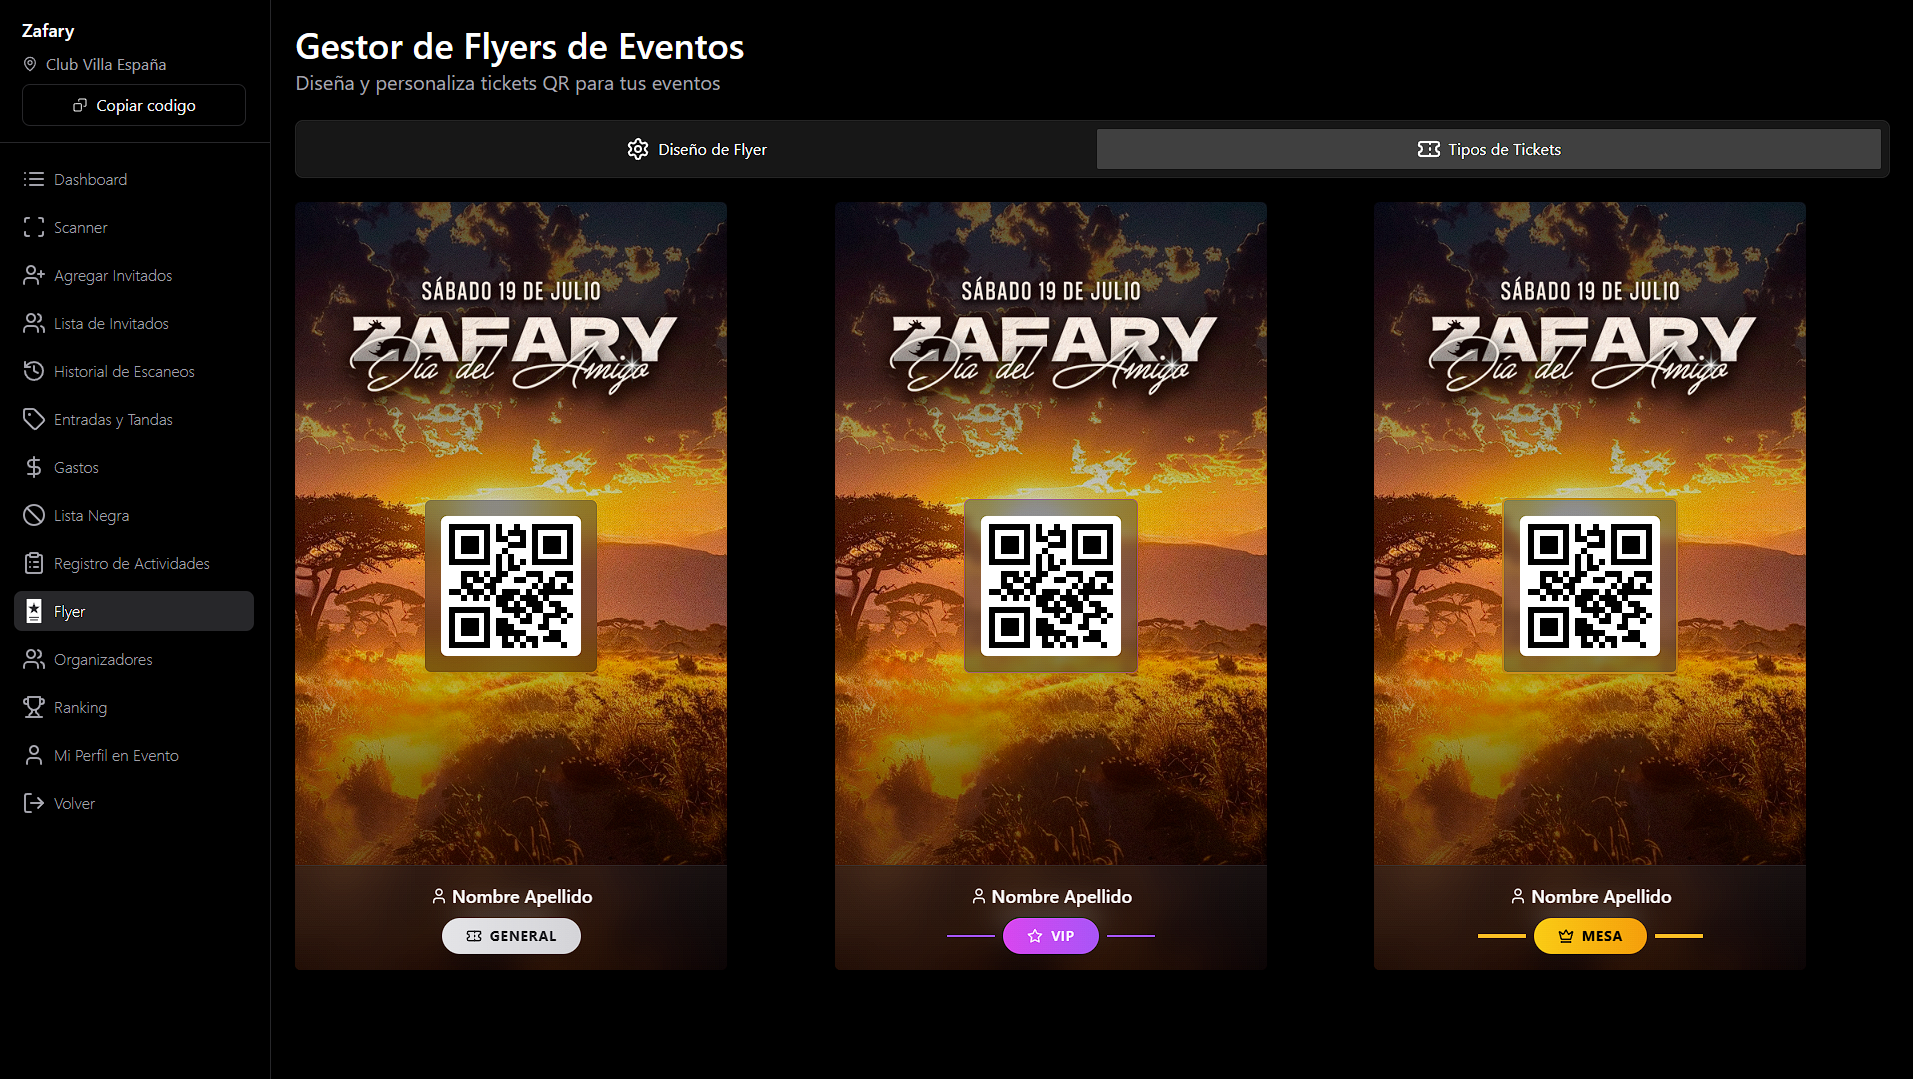 Zafary
Club Villa España
Copiar codigo
Dashboard
Scanner
Agregar Invitados
Lista de Invitados
Historial de Escaneos
Entradas y Tandas
Gastos
Lista Negra
Registro de Actividades
Flyer
Organizadores
Ranking
Mi Perfil en Evento
Volver
Gestor de Flyers de Eventos
Diseña y personaliza tickets QR para tus eventos
Diseño de Flyer
Tipos de Tickets
SÁBADO 19 DE JULIO
ZAFARY
Día del Amigo
Nombre Apellido
GENERAL
SÁBADO 19 DE JULIO
ZAFARY
Día del Amigo
Nombre Apellido
VIP
SÁBADO 19 DE JULIO
ZAFARY
Día del Amigo
Nombre Apellido
MESA